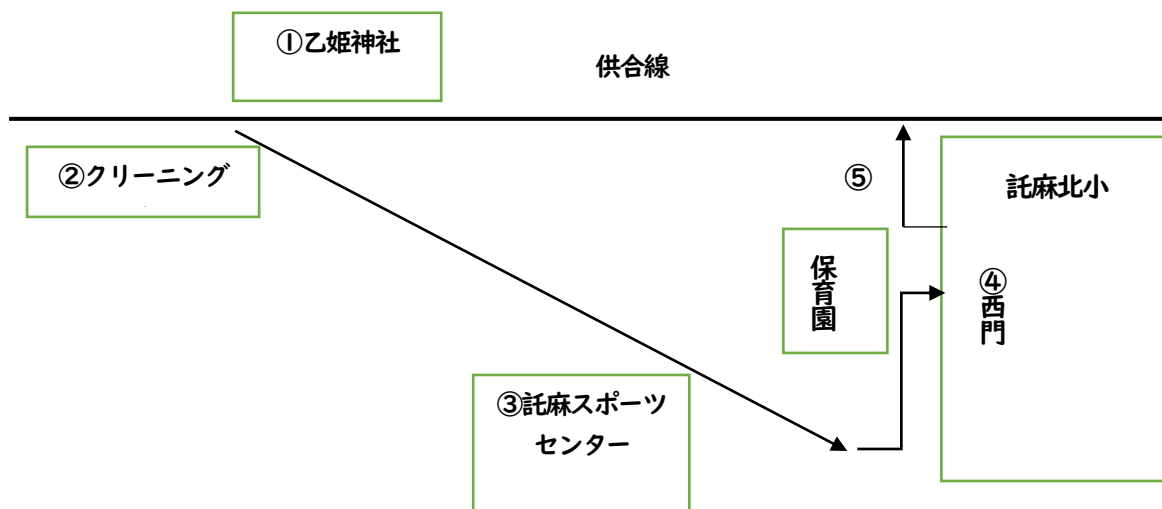 ①乙姫神社
供合線
②クリーニング
⑤
託麻北小
保育園
④西門
③託麻スポーツ
センター